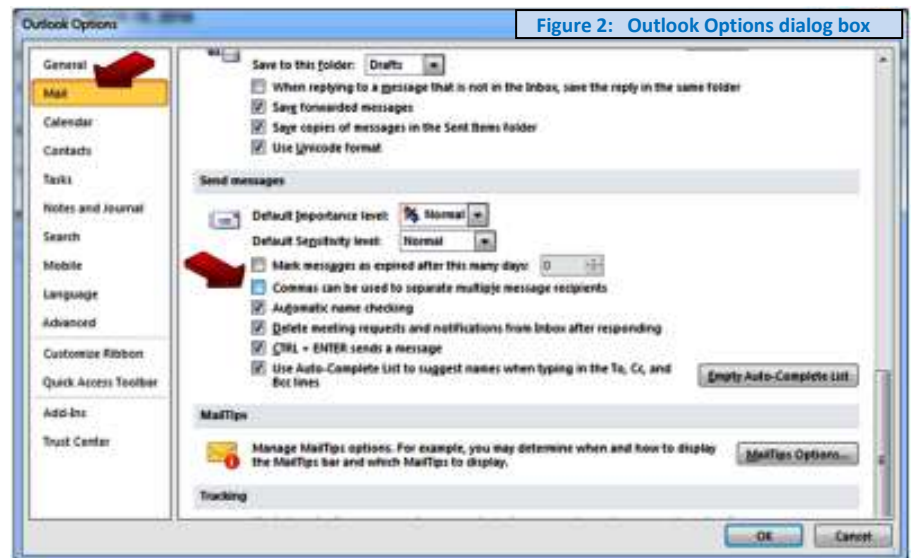 Outlook Options
Figure 2: Outlook Options dialog box
General
Mail
Calendar
Contacts
Tasks
Notes and Journal
Search
Mobile
Language
Advanced
Customize Ribbon
Quick Access Toolbar
Add-Ins
Trust Center
Save to this folder: Drafts
When replying to a message that is not in the Inbox, save the reply in the same folder
Save forwarded messages
Save copies of messages in the Sent Items folder
Use Unicode format
Send messages
Default Importance level: Normal
Default Sensitivity level: Normal
Mark messages as expired after this many days: 0
Commas can be used to separate multiple message recipients
Automatic name checking
Delete meeting requests and notifications from Inbox after responding
CTRL + ENTER sends a message
Use Auto-Complete List to suggest names when typing in the To, Cc, and
Bcc lines
Empty Auto-Complete List
MailTips
Manage MailTips options. For example, you may determine when and how to display
the MailTips bar and which MailTips to display.
MailTips Options...
Tracking
OK
Cancel